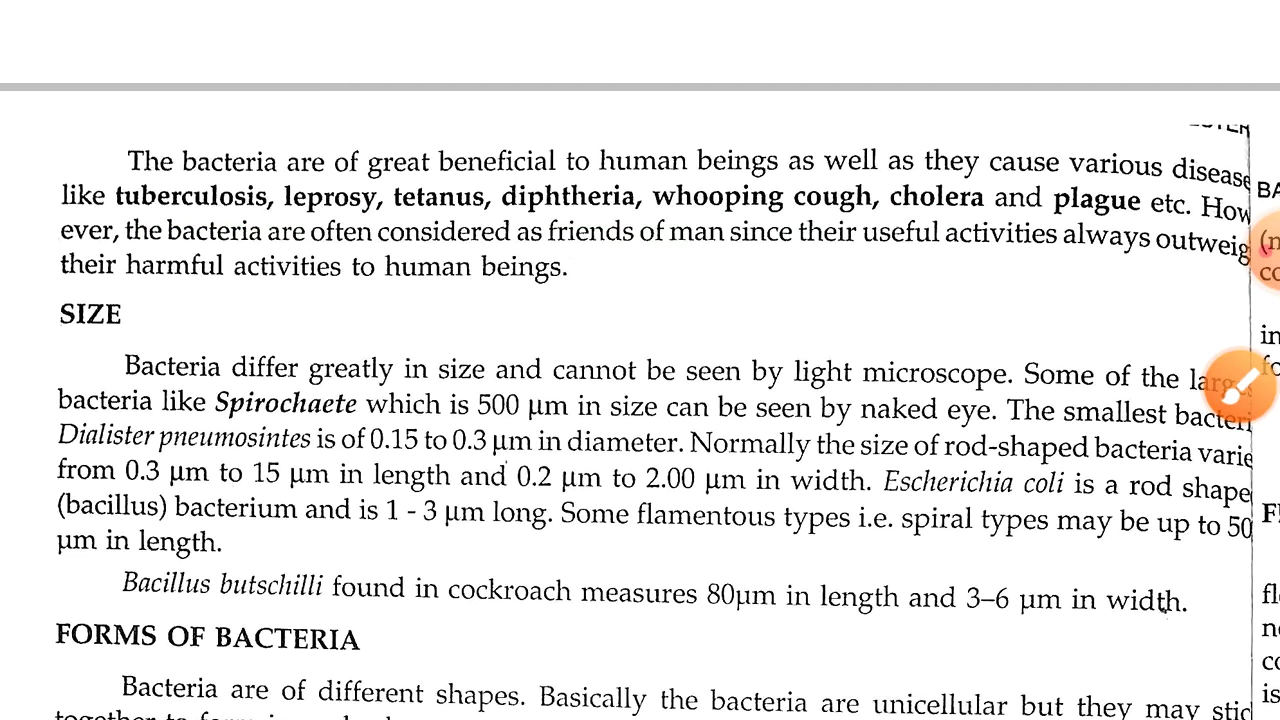 The bacteria are of great beneficial to human beings as well as they cause various disease
like tuberculosis, leprosy, tetanus, diphtheria, whooping cough, cholera and plague etc. How
ever, the bacteria are often considered as friends of man since their useful activities always outweig
their harmful activities to human beings.
SIZE
Bacteria differ greatly in size and cannot be seen by light microscope. Some of the
bacteria like Spirochaete which is 500 µm in size can be seen by naked eye. The smallest bacteri
Dialister pneumosintes is of 0.15 to 0.3 µm in diameter. Normally the size of rod-shaped bacteria varie
from 0.3 µm to 15 µm in length and 0.2 µm to 2.00 µm in width. Escherichia coli is a rod shape
(bacillus) bacterium and is 1 - 3 µm long. Some flamentous types i.e. spiral types may be up to 50
µm in length.
Bacillus butschilli found in cockroach measures 80µm in length and 3–6 µm in width.
FORMS OF BACTERIA
Bacteria are of different shapes. Basically the bacteria are unicellular but they may stic
BA
in
fl
co
is